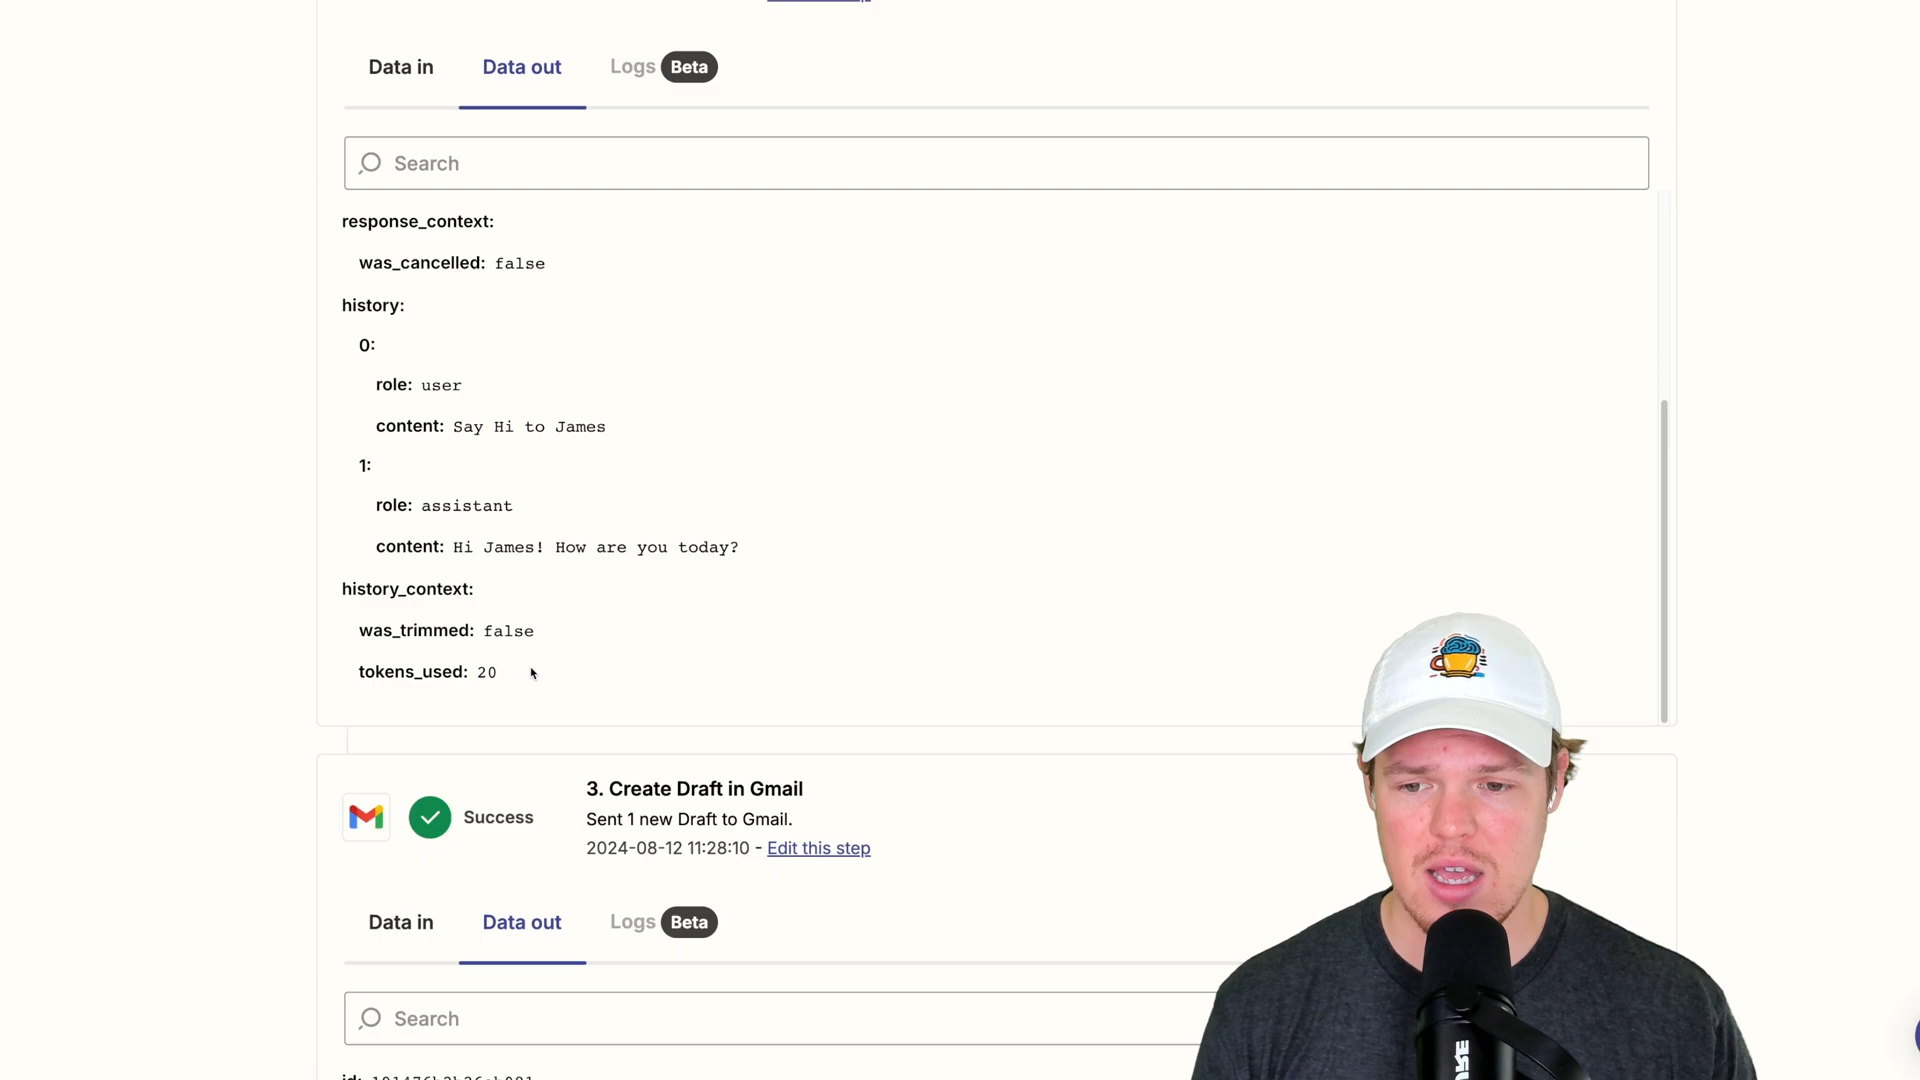 Data in Data out Logs Beta
Search
response_context:
was_cancelled: false
history:
0:
role: user
content: Say Hi to James
1:
role: assistant
content: Hi James! How are you today?
history_context:
was_trimmed: false
tokens_used: 20
Success
3. Create Draft in Gmail
Sent 1 new Draft to Gmail.
2024-08-12 11:28:10 - Edit this step
Data in Data out Logs Beta
Search